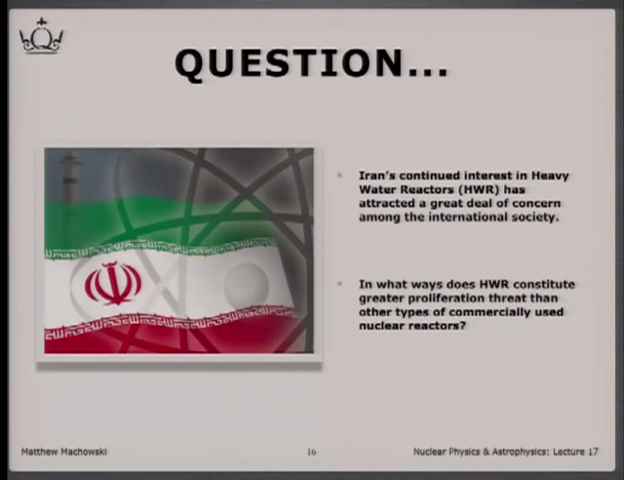 QUESTION...
Iran's continued interest in Heavy
Water Reactors (HWR) has
attracted a great deal of concern
among the international society.
In what ways does HWR constitute
greater proliferation threat than
other types of commercially used
nuclear reactors?
Matthew Machowski
16
Nuclear Physics & Astrophysics: Lecture 17